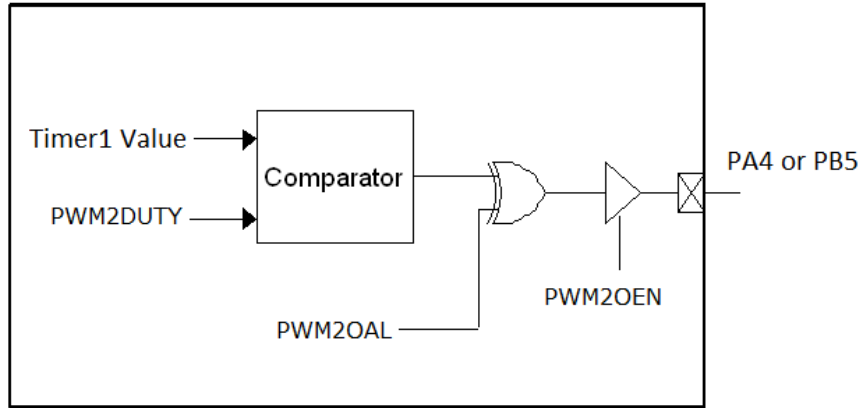 Timer1 Value
Comparator
PA4 or PB5
PWM2DUTY
PWM2OEN
PWM2OAL